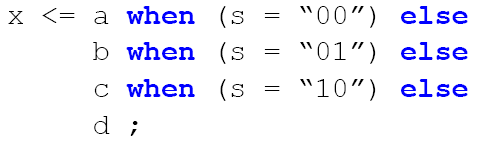 x <= a when (s = “00”) else
b when (s = “01”) else
c when (s = “10”) else
d ;